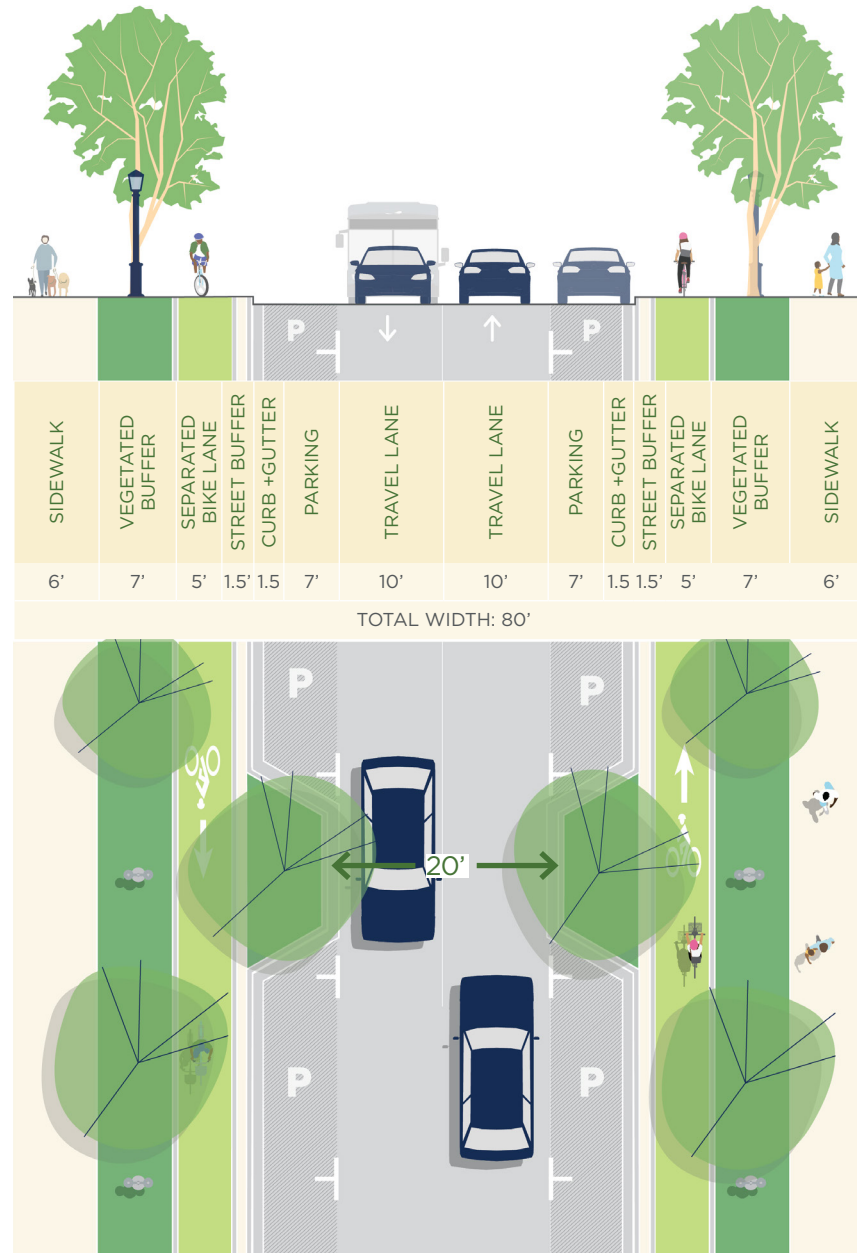 P
P
SIDEWALK
VEGETATED
BUFFER
SEPARATED
BIKE LANE
STREET BUFFER
CURB +GUTTER
PARKING
TRAVEL LANE
TRAVEL LANE
PARKING
CURB +GUTTER
STREET BUFFER
SEPARATED
BIKE LANE
VEGETATED
BUFFER
SIDEWALK
6' 7' 5' 1.5' 1.5 7' 10' 10' 7' 1.5 1.5' 5' 7' 6'
TOTAL WIDTH: 80'
P
P
20'
P
P